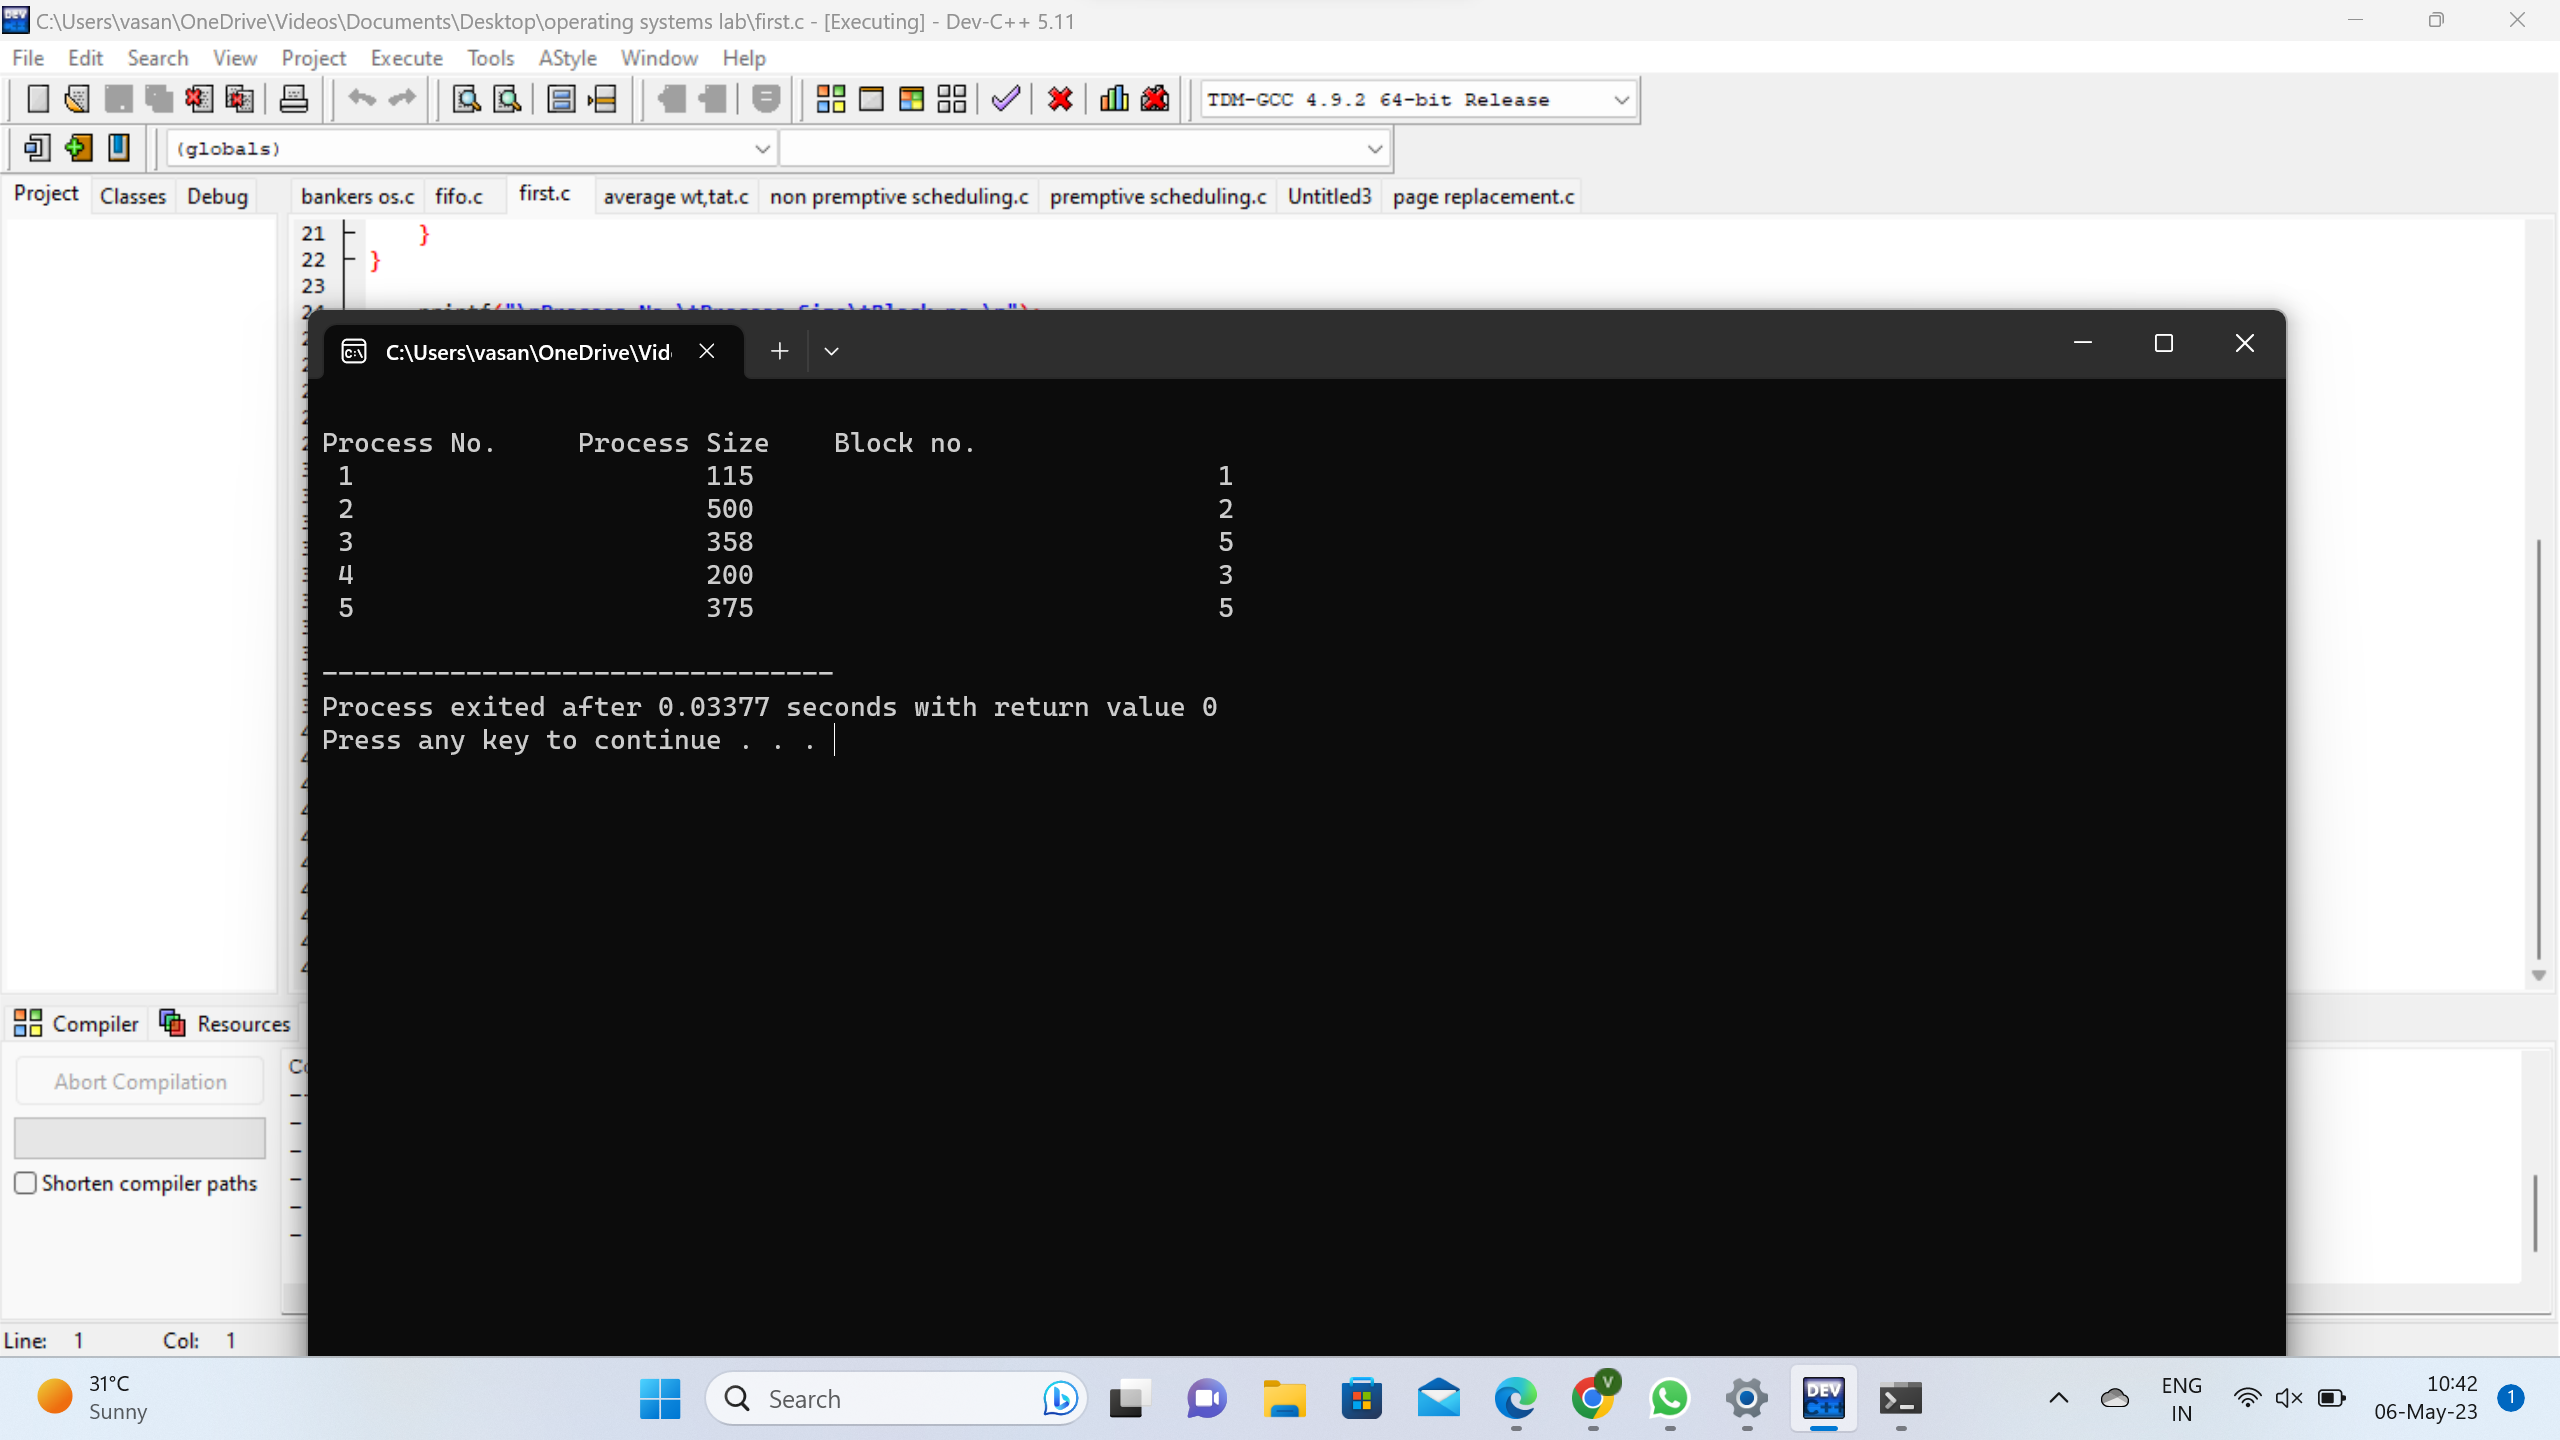 C:\Users\vasan\OneDrive\Videos\Documents\Desktop\operating systems lab\first.c - [Executing] - Dev-C++ 5.11
File Edit Search View Project Execute Tools AStyle Window Help
TDM-GCC 4.9.2 64-bit Release
(globals)
Project Classes Debug bankers os.c fifo.c first.c average wt,tat.c non premptive scheduling.c premptive scheduling.c Untitled3 page replacement.c
21 }
22 }
23
C:\Users\vasan\OneDrive\Vid
Process No. Process Size Block no.
1 115 1
2 500 2
3 358 5
4 200 3
5 375 5
--------------------------------
Process exited after 0.03377 seconds with return value 0
Press any key to continue . . .
Compiler Resources
Abort Compilation
Shorten compiler paths
Line: 1 Col: 1
31°C
Sunny
Search
V
DEV
C++
ENG
IN
10:42
06-May-23
1